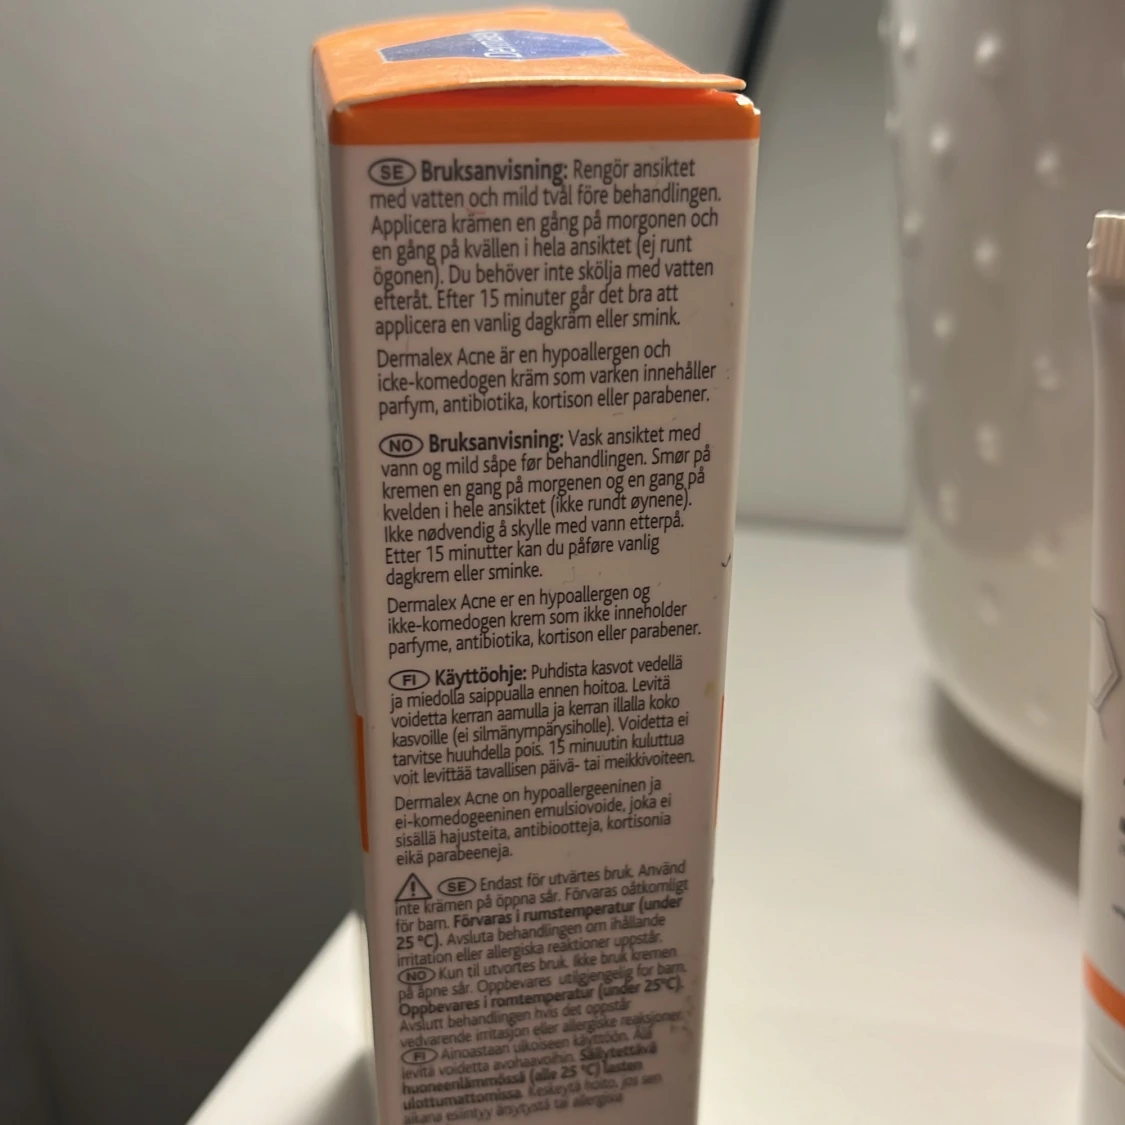 SE Bruksanvisning: Rengör ansiktet
med vatten och mild tvål före behandlingen.
Applicera krämen en gång på morgonen och
en gång på kvällen i hela ansiktet (ej runt
ögonen). Du behöver inte skölja med vatten
efteråt. Efter 15 minuter går det bra att
applicera en vanlig dagkräm eller smink.
Dermalex Acne är en hypoallergen och
icke-komedogen kräm som varken innehåller
parfym, antibiotika, kortison eller parabener.
NO Bruksanvisning: Vask ansiktet med
vann og mild såpe før behandlingen. Smør på
kremen en gang på morgenen og en gang på
kvelden i hele ansiktet (ikke rundt øynene).
Ikke nødvendig å skylle med vann etterpå.
Etter 15 minutter kan du påføre vanlig
dagkrem eller sminke.
Dermalex Acne er en hypoallergen og
ikke-komedogen krem som ikke inneholder
parfyme, antibiotika, kortison eller parabener.
FI Käyttöohje: Puhdista kasvot vedellä
ja miedolla saippualla ennen hoitoa. Levitä
voidetta kerran aamulla ja kerran illalla koko
kasvoille (ei silmänympärysiholle). Voidetta ei
tarvitse huuhdella pois. 15 minuutin kuluttua
voit levittää tavallisen päivä- tai meikkivoiteen.
Dermalex Acne on hypoallergeeninen ja
ei-komedogeeninen emulsiovoide, joka ei
sisällä hajusteita, antibiootteja, kortisonia
eikä parabeeneja.
SE Endast för utvärtes bruk. Använd
inte krämen på öppna sår. Förvaras oåtkomligt
för barn. Förvaras i rumstemperatur (under
25 °C). Avsluta behandlingen om ihållande
irritation eller allergiska reaktioner uppstår.
NO Kun til utvortes bruk. Ikke bruk kremen
på åpne sår. Oppbevares utilgjengelig for barn.
Oppbevares i romtemperatur (under 25°C).
Avslutt behandlingen hvis det oppstår
vedvarende irritasjon eller allergiske reaksjoner.
FI Ainoastaan ulkoiseen käyttöön. Älä
levitä voidetta avohaavoihin. Säilytettävä
huoneenlämmössä (alle 25 °C) lasten
ulottumattomissa. Keskeytä hoito, jos sen
aikana esiintyy ärsytystä tai allergisia